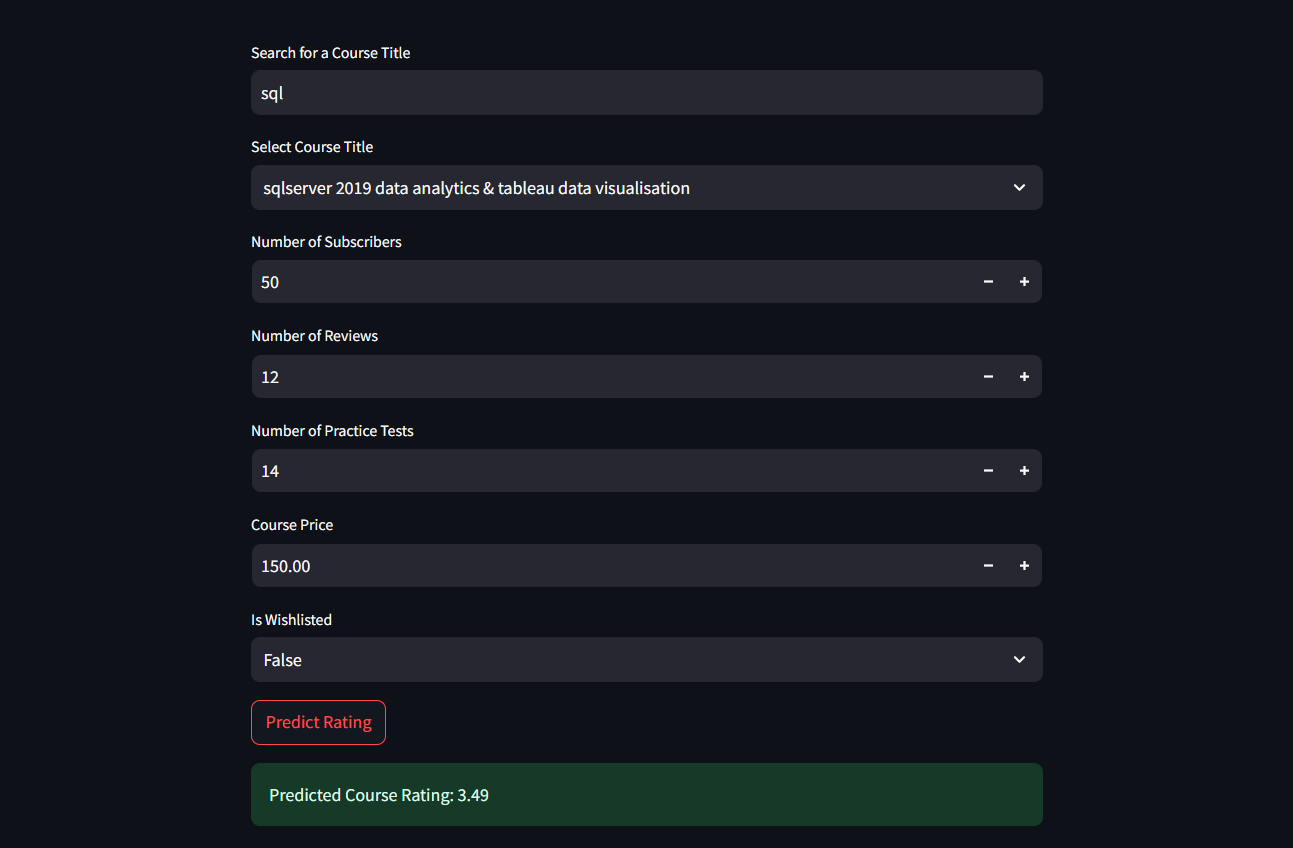 Search for a Course Title
sql
Select Course Title
sqlserver 2019 data analytics & tableau data visualisation
Number of Subscribers
50
Number of Reviews
12
Number of Practice Tests
14
Course Price
150.00
Is Wishlisted
False
Predict Rating
Predicted Course Rating: 3.49